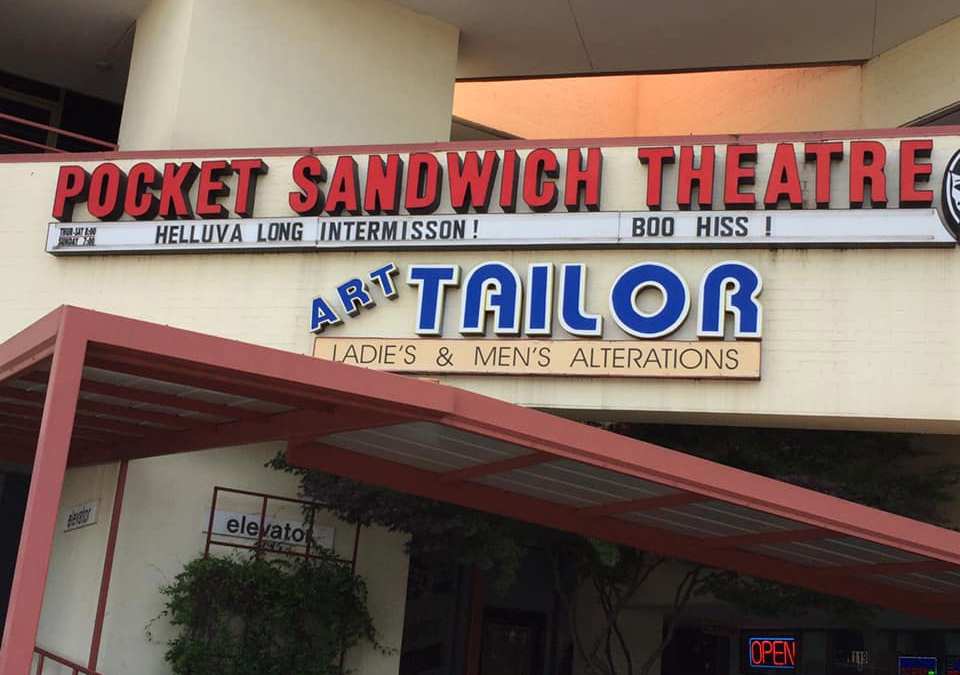 POCKET SANDWICH THEATRE
THUR-SAT 8:00
SUNDAY 7:00
HELLUVA LONG INTERMISSON! BOO HISS !
ART TAILOR
LADIE'S & MEN'S ALTERATIONS
elevator
elevator
OPEN
119